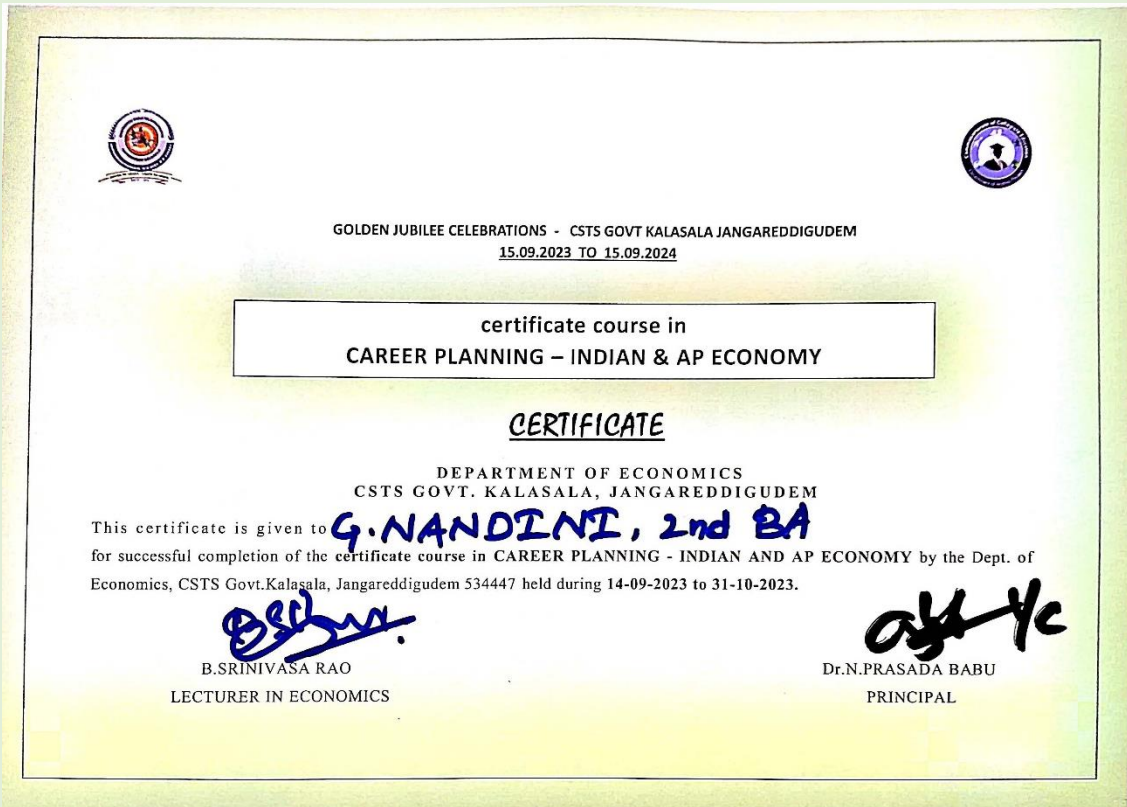 GOLDEN JUBILEE CELEBRATIONS - CSTS GOVT KALASALA JANGAREDDIGUDEM
15.09.2023 TO 15.09.2024
certificate course in
CAREER PLANNING – INDIAN & AP ECONOMY
CERTIFICATE
DEPARTMENT OF ECONOMICS
CSTS GOVT. KALASALA, JANGAREDDIGUDEM
This certificate is given to G.NANDINI, 2nd BA
for successful completion of the certificate course in CAREER PLANNING - INDIAN AND AP ECONOMY by the Dept. of
Economics, CSTS Govt.Kalasala, Jangareddigudem 534447 held during 14-09-2023 to 31-10-2023.
B.SRINIVASA RAO
LECTURER IN ECONOMICS
Dr.N.PRASADA BABU
PRINCIPAL